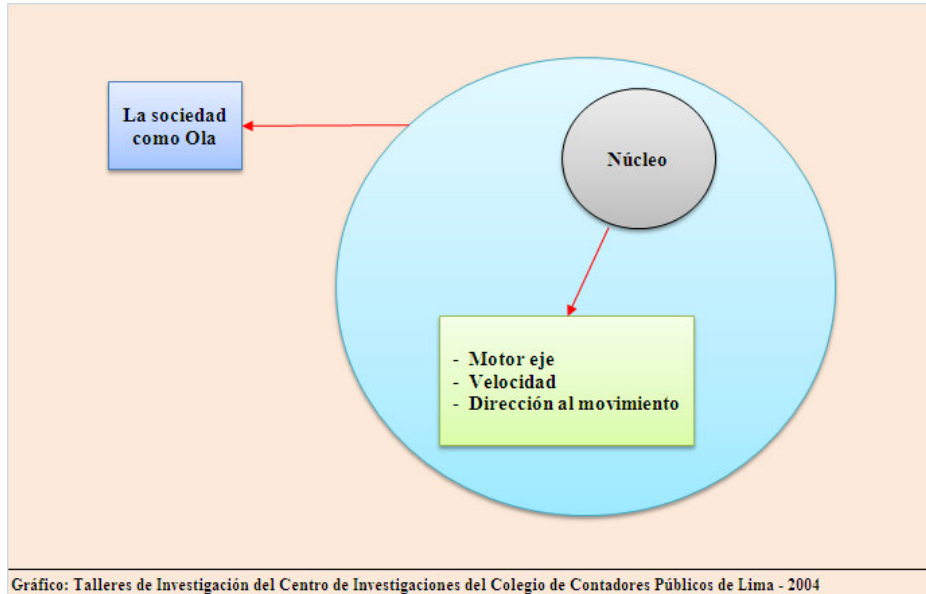 La sociedad
como Ola
Núcleo
- Motor eje
- Velocidad
- Dirección al movimiento
Gráfico: Talleres de Investigación del Centro de Investigaciones del Colegio de Contadores Públicos de Lima - 2004